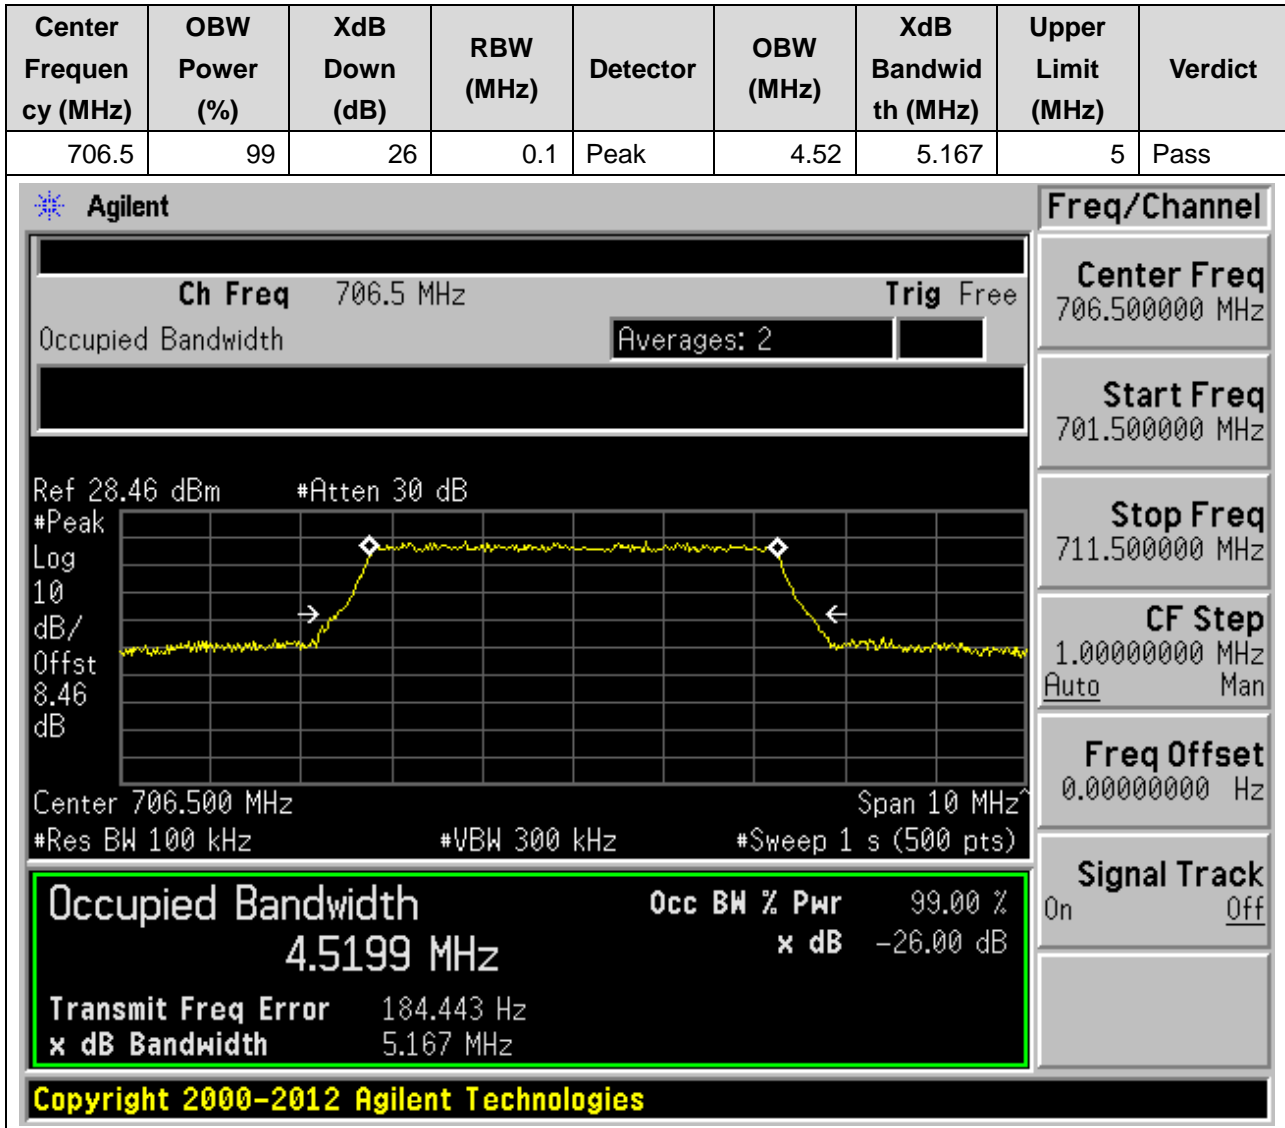 Center Frequen cy (MHz) OBW Power (%) XdB Down (dB) RBW (MHz) Detector OBW (MHz) XdB Bandwid th (MHz) Upper Limit (MHz) Verdict
706.5 99 26 0.1 Peak 4.52 5.167 5 Pass
Agilent
Ch Freq 706.5 MHz Trig Free
Occupied Bandwidth Averages: 2
Ref 28.46 dBm #Atten 30 dB
#Peak
Log
10
dB/
Offst
8.46
dB
Center 706.500 MHz Span 10 MHz^
#Res BW 100 kHz #VBW 300 kHz #Sweep 1 s (500 pts)
Occupied Bandwidth
4.5199 MHz
Occ BW % Pwr 99.00 %
x dB -26.00 dB
Transmit Freq Error 184.443 Hz
x dB Bandwidth 5.167 MHz
Freq/Channel
Center Freq
706.500000 MHz
Start Freq
701.500000 MHz
Stop Freq
711.500000 MHz
CF Step
1.00000000 MHz
Auto Man
Freq Offset
0.00000000 Hz
Signal Track
On Off
Copyright 2000-2012 Agilent Technologies